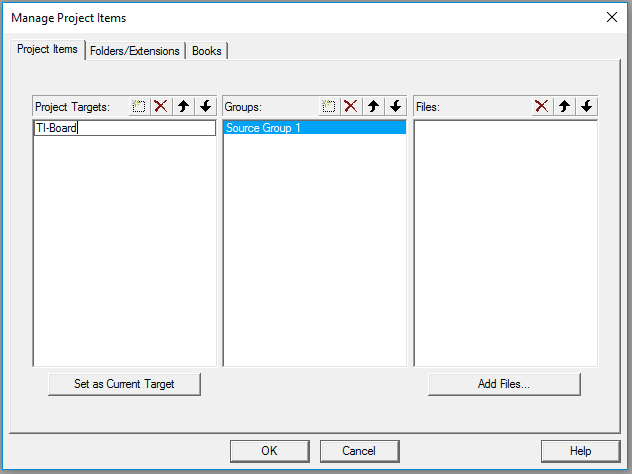 Manage Project Items
Project Items Folders/Extensions Books
Project Targets: Groups: Files:
TI-Board Source Group 1
Set as Current Target Add Files...
OK Cancel Help